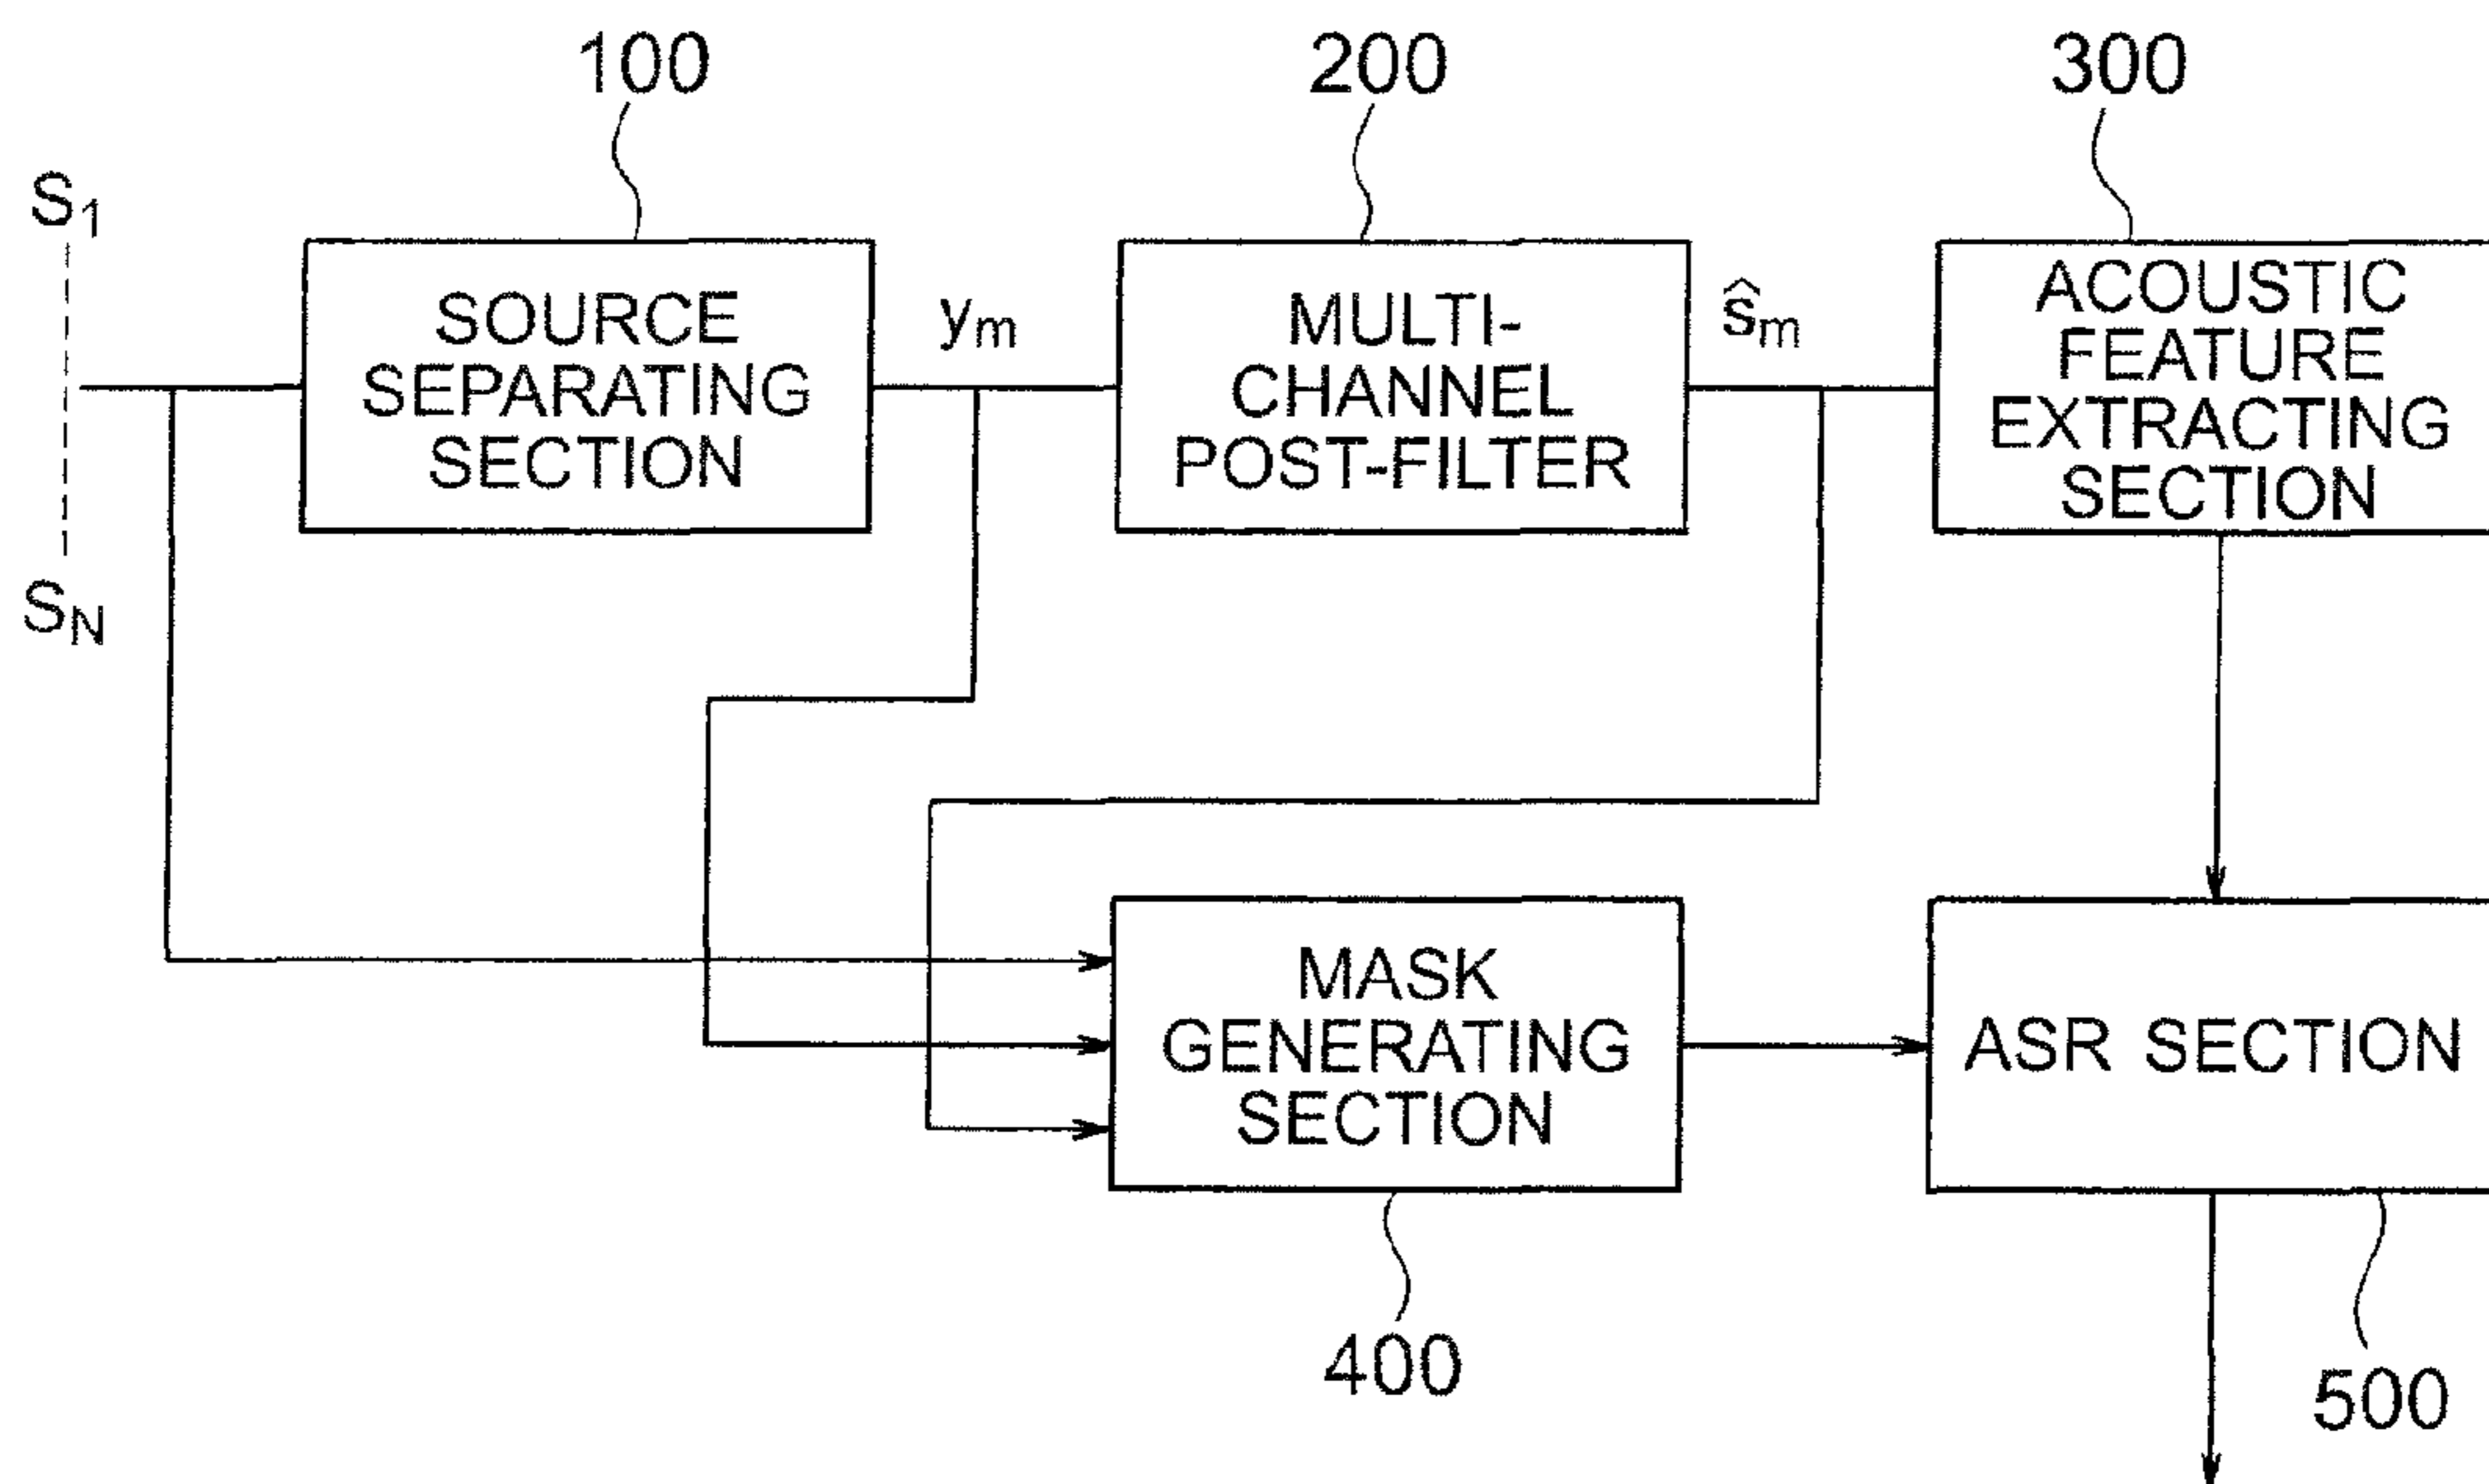 100
200
300
S1
SN
SOURCE
SEPARATING
SECTION
ym
MULTI-
CHANNEL
POST-FILTER
ŝm
ACOUSTIC
FEATURE
EXTRACTING
SECTION
MASK
GENERATING
SECTION
ASR SECTION
400
500